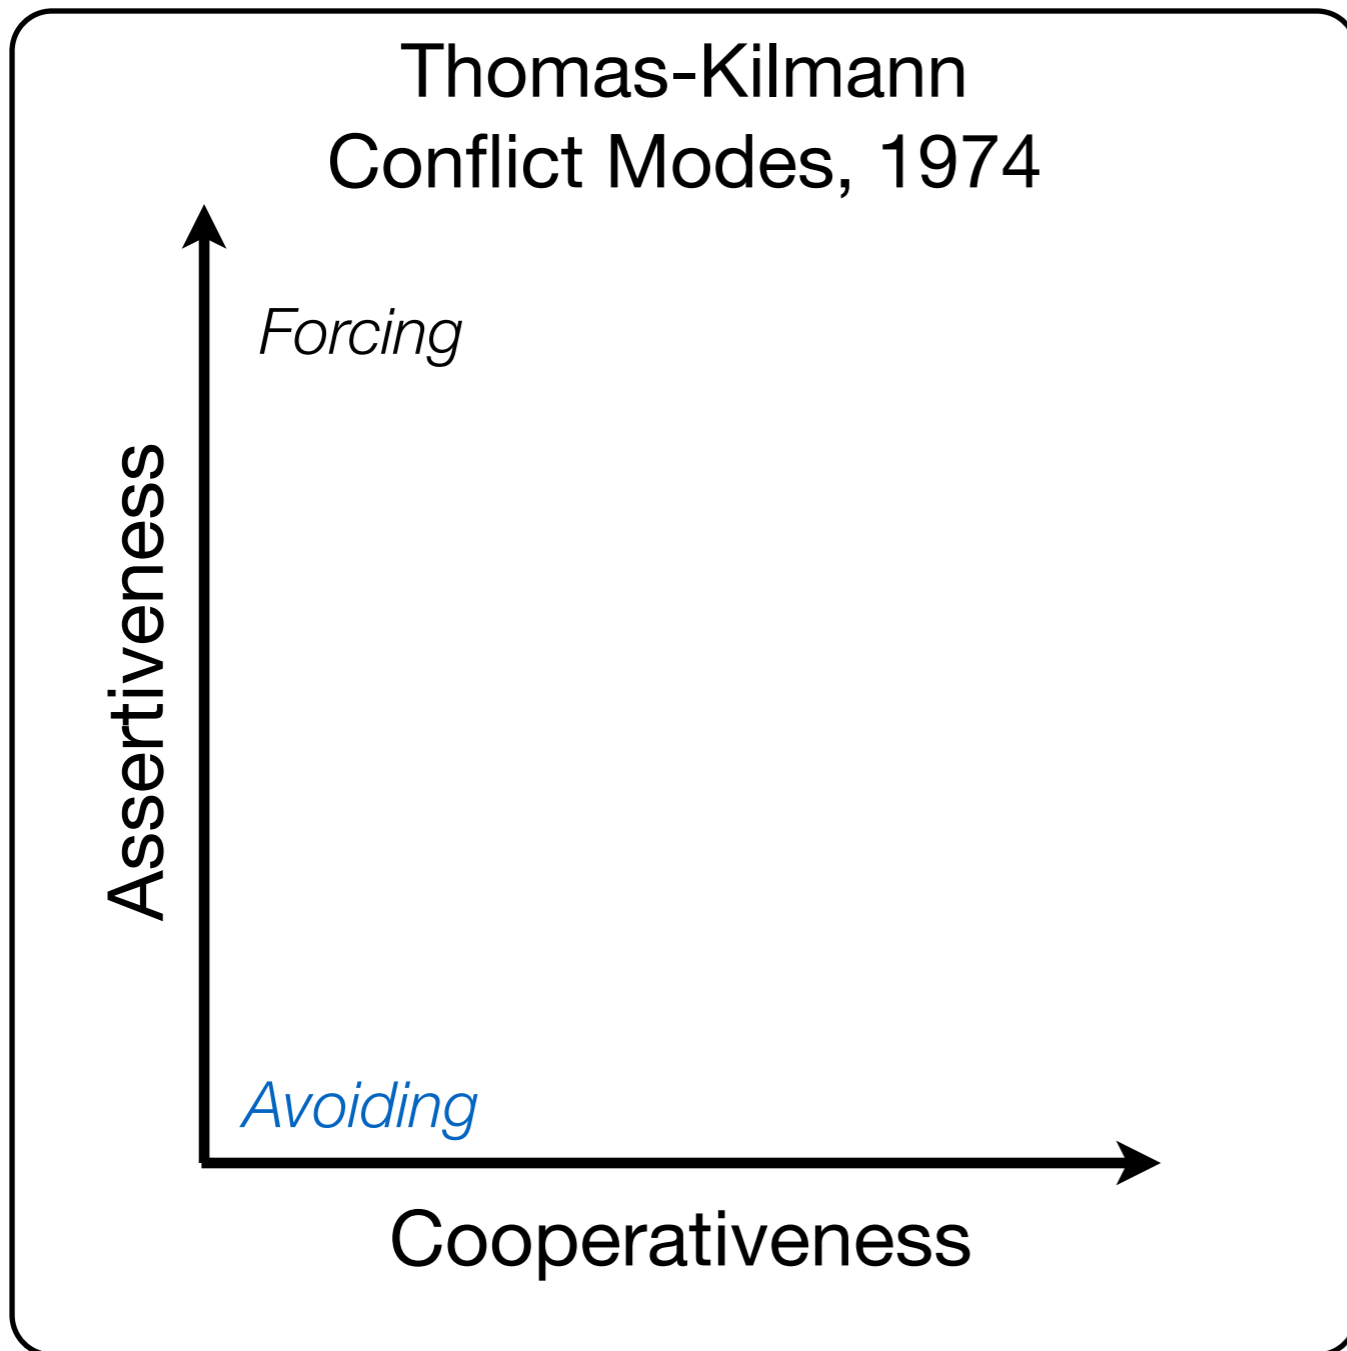 Thomas-Kilmann
Conflict Modes, 1974
Forcing
Assertiveness
Avoiding
Cooperativeness